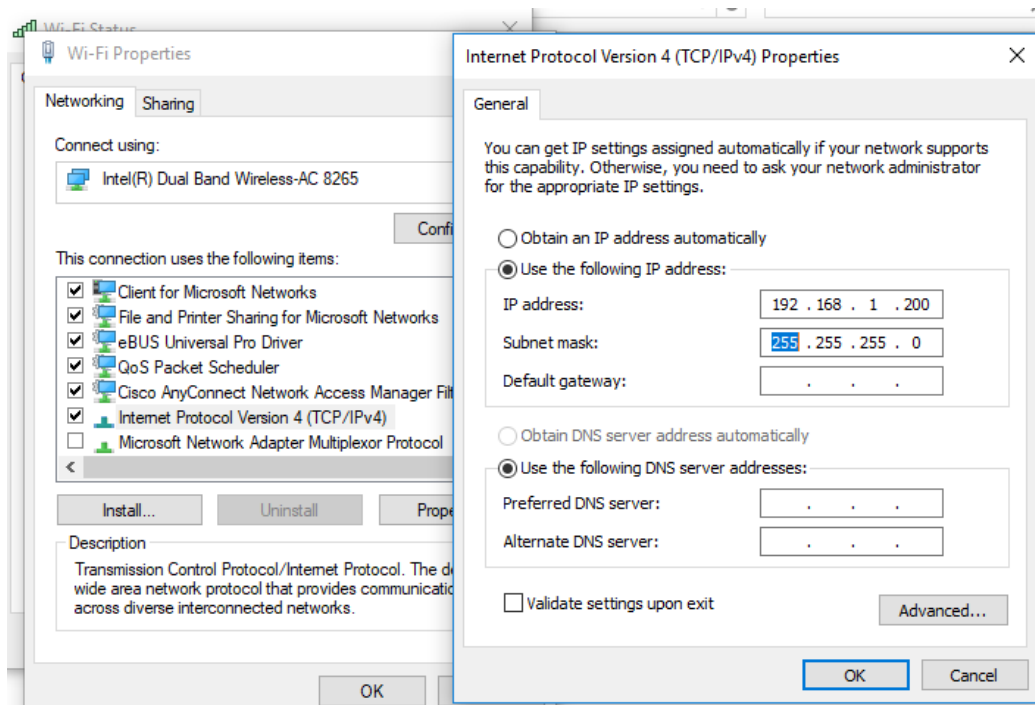 Wi-Fi Status
Wi-Fi Properties
Networking Sharing
Connect using:
Intel(R) Dual Band Wireless-AC 8265
Confi
This connection uses the following items:
Client for Microsoft Networks
File and Printer Sharing for Microsoft Networks
eBUS Universal Pro Driver
QoS Packet Scheduler
Cisco AnyConnect Network Access Manager Filt
Internet Protocol Version 4 (TCP/IPv4)
Microsoft Network Adapter Multiplexor Protocol
Install... Uninstall Prope
Description
Transmission Control Protocol/Internet Protocol. The de
wide area network protocol that provides communicatio
across diverse interconnected networks.
OK
Internet Protocol Version 4 (TCP/IPv4) Properties
General
You can get IP settings assigned automatically if your network supports
this capability. Otherwise, you need to ask your network administrator
for the appropriate IP settings.
Obtain an IP address automatically
Use the following IP address:
IP address: 192 . 168 . 1 . 200
Subnet mask: 255 . 255 . 255 . 0
Default gateway: . . .
Obtain DNS server address automatically
Use the following DNS server addresses:
Preferred DNS server: . . .
Alternate DNS server: . . .
Validate settings upon exit
Advanced...
OK Cancel